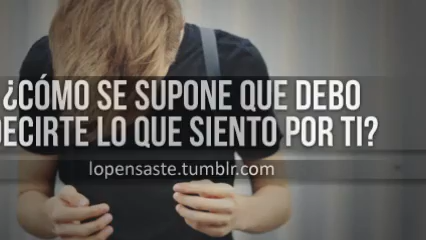 ¿CÓMO SE SUPONE QUE DEBO
DECIRTE LO QUE SIENTO POR TI?
lopensaste.tumblr.com